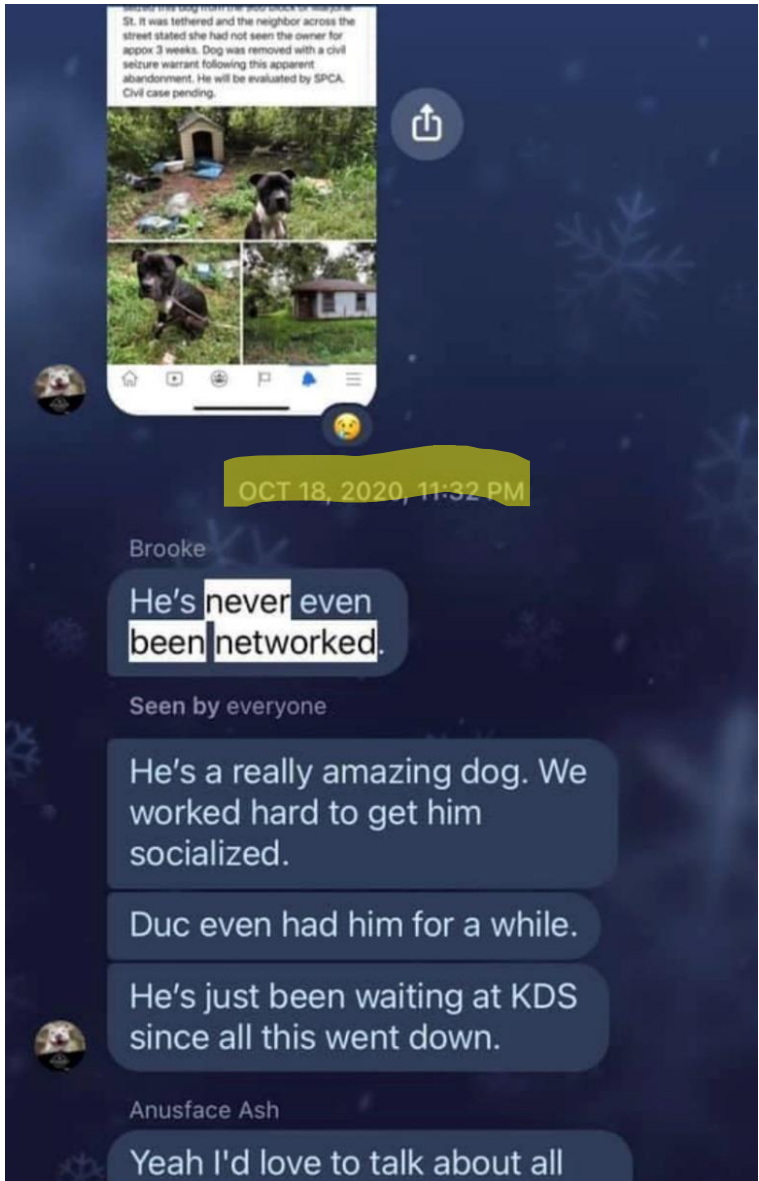 St. It was tethered and the neighbor across the
street stated she had not seen the owner for
appox 3 weeks. Dog was removed with a civil
seizure warrant following this apparent
abandonment. He will be evaluated by SPCA.
Civil case pending.
OCT 18, 2020, 11:32 PM
Brooke
He's never even
been networked.
Seen by everyone
He's a really amazing dog. We
worked hard to get him
socialized.
Duc even had him for a while.
He's just been waiting at KDS
since all this went down.
Anusface Ash
Yeah I'd love to talk about all